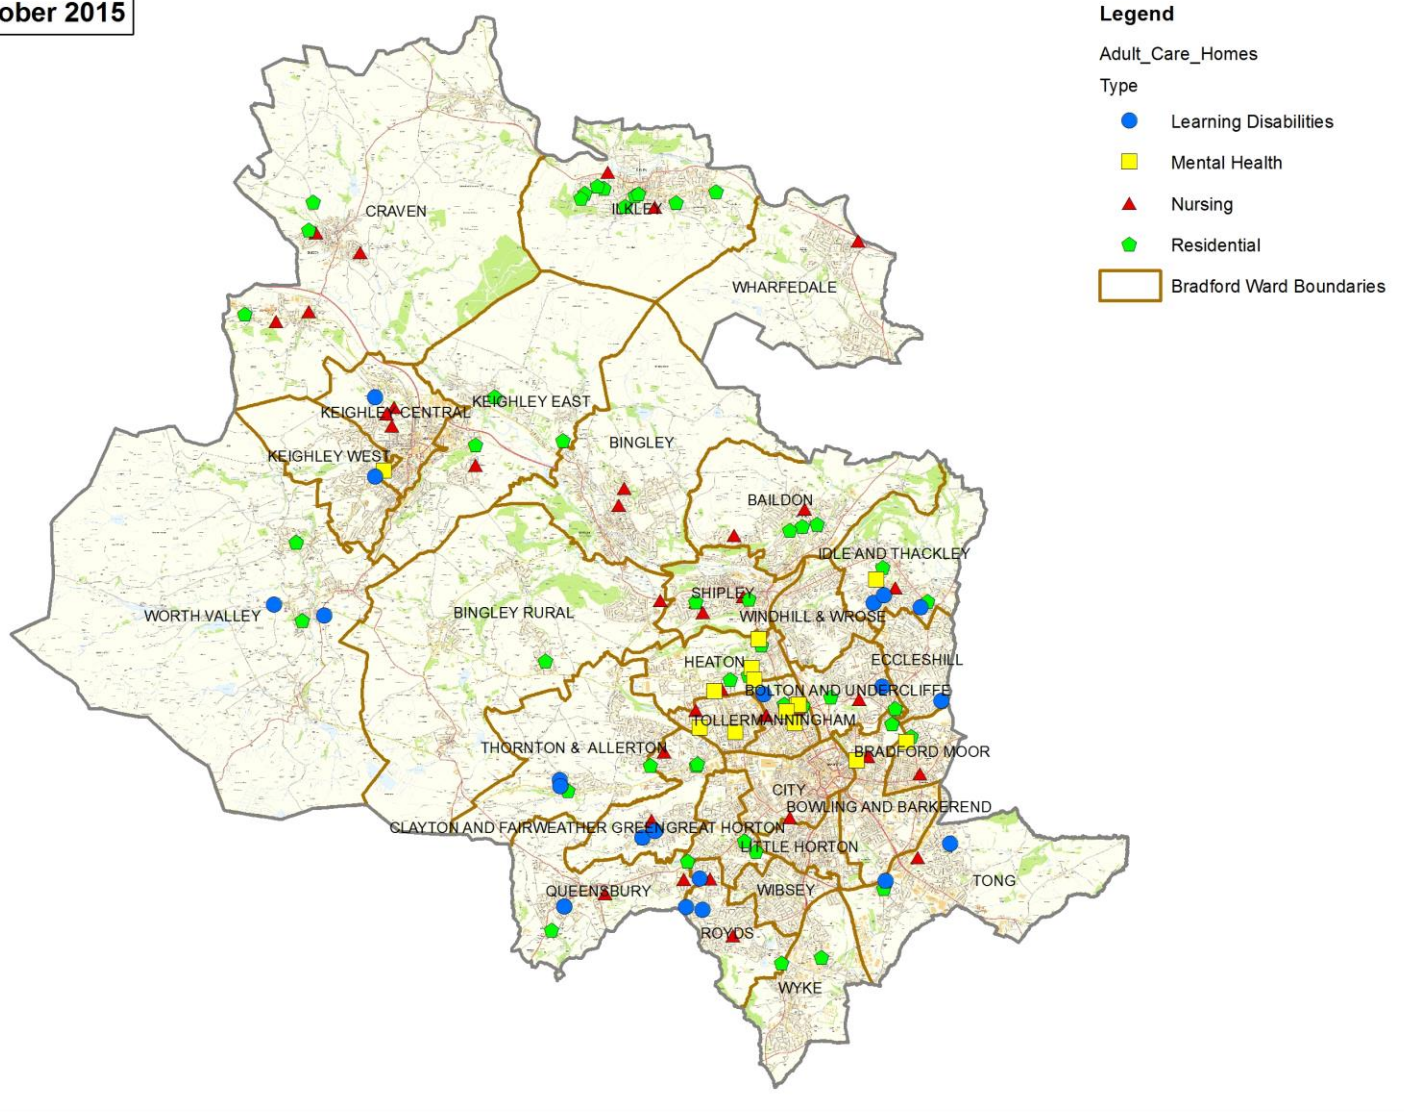 ober 2015
Legend
Adult_Care_Homes
Type
Learning Disabilities
Mental Health
Nursing
Residential
Bradford Ward Boundaries
CRAVEN
ILKLEY
WHARFEDALE
KEIGHLEY CENTRAL
KEIGHLEY EAST
BINGLEY
KEIGHLEY WEST
BAILDON
IDLE AND THACKLEY
SHIPLEY
WORTH VALLEY
BINGLEY RURAL
WINDHILL & WROSE
HEATON
ECCLESHILL
BOLTON AND UNDERCLIFFE
TOLLER
MANNINGHAM
THORNTON & ALLERTON
BRADFORD MOOR
CITY
BOWLING AND BARKEREND
CLAYTON AND FAIRWEATHER GREEN
GREAT HORTON
LITTLE HORTON
TONG
QUEENSBURY
WIBSEY
ROYDS
WYKE